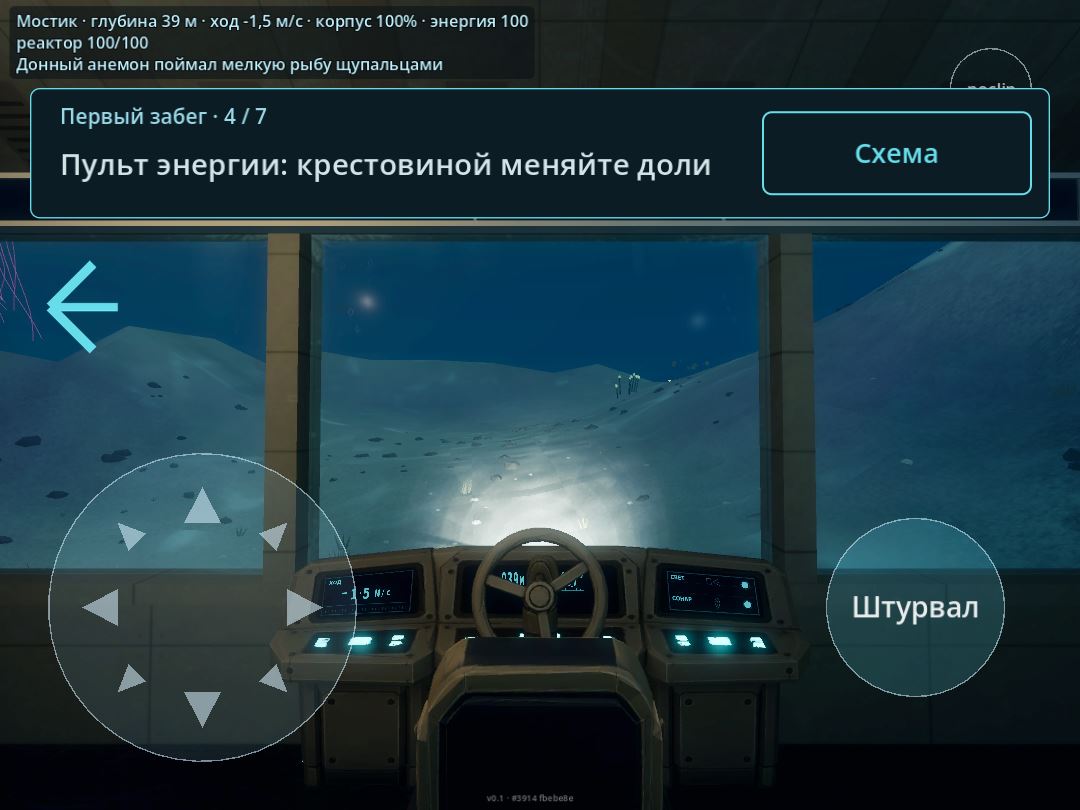 Мостик · глубина 39 м · ход -1,5 м/с · корпус 100% · энергия 100
реактор 100/100
Донный анемон поймал мелкую рыбу щупальцами
Первый забег · 4 / 7
Пульт энергии: крестовиной меняйте доли
Схема
ХОД
-1.5 М/С
СВЕТ
СОНАР
Штурвал
v0.1 · #3914 fbebe8e